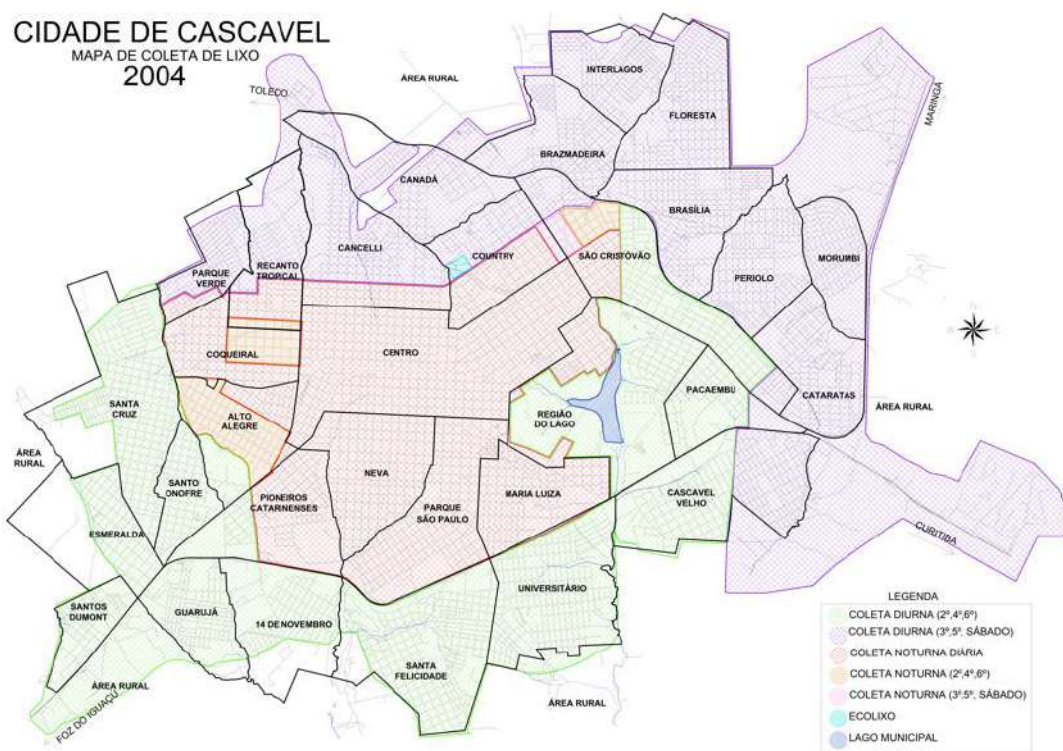 CIDADE DE CASCAVEL
MAPA DE COLETA DE LIXO
2004
TOLEDO
ÁREA RURAL
INTERLAGOS
FLORESTA
MARINGÁ
BRAZMADEIRA
CANADÁ
BRASÍLIA
CANCELLI
COUNTRY
SÃO CRISTÓVÃO
MORUMBI
PARQUE
VERDE
RECANTO
TROPICAL
PERIOLO
COQUEIRAL
CENTRO
PACAEMBU
CATARATAS
SANTA
CRUZ
ALTO
ALEGRE
REGIÃO
DO LAGO
ÁREA RURAL
ÁREA
RURAL
SANTO
ONOFRE
NEVA
PIONEIROS
CATARNENSES
PARQUE
SÃO PAULO
MARIA LUIZA
CASCAVEL
VELHO
ESMERALDA
CURITIBA
UNIVERSITÁRIO
SANTOS
DUMONT
GUARUJÁ
14 DE NOVEMBRO
SANTA
FELICIDADE
ÁREA RURAL
ÁREA RURAL
FOZ DO IGUAÇU
LEGENDA
COLETA DIURNA (2ª,4ª,6ª)
COLETA DIURNA (3ª,5ª, SÁBADO)
COLETA NOTURNA DIÁRIA
COLETA NOTURNA (2ª,4ª,6ª)
COLETA NOTURNA (3ª,5ª, SÁBADO)
ECOLIXO
LAGO MUNICIPAL